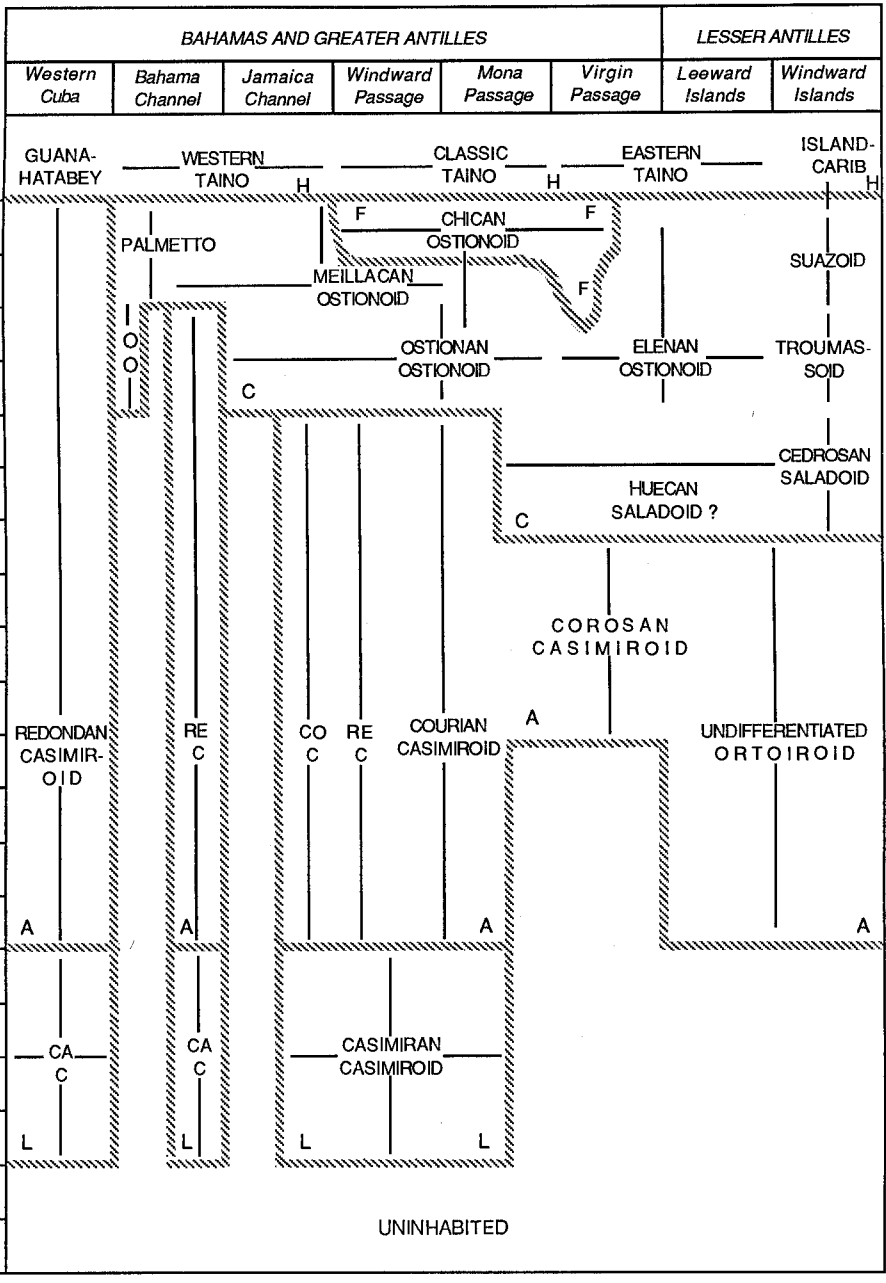 BAHAMAS AND GREATER ANTILLES
LESSER ANTILLES
Western
Cuba
Bahama
Channel
Jamaica
Channel
Windward
Passage
Mona
Passage
Virgin
Passage
Leeward
Islands
Windward
Islands
GUANA-
HATABEY
WESTERN
TAINO
H
CLASSIC
TAINO
H
EASTERN
TAINO
ISLAND-
CARIB
H
PALMETTO
F
CHICAN
OSTIONOID
F
F
MEILLACAN
OSTIONOID
SUAZOID
O
O
OSTIONAN
OSTIONOID
C
ELENAN
OSTIONOID
TROUMAS-
SOID
CEDROSAN
SALADOID
HUECAN
SALADOID ?
C
COROSAN
CASIMIROID
A
REDONDAN
CASIMIR-
OID
A
RE
C
A
CO
C
RE
C
COURIAN
CASIMIROID
A
UNDIFFERENTIATED
ORTOIROID
A
CA
C
L
CA
C
L
CASIMIRAN
CASIMIROID
L
L
UNINHABITED